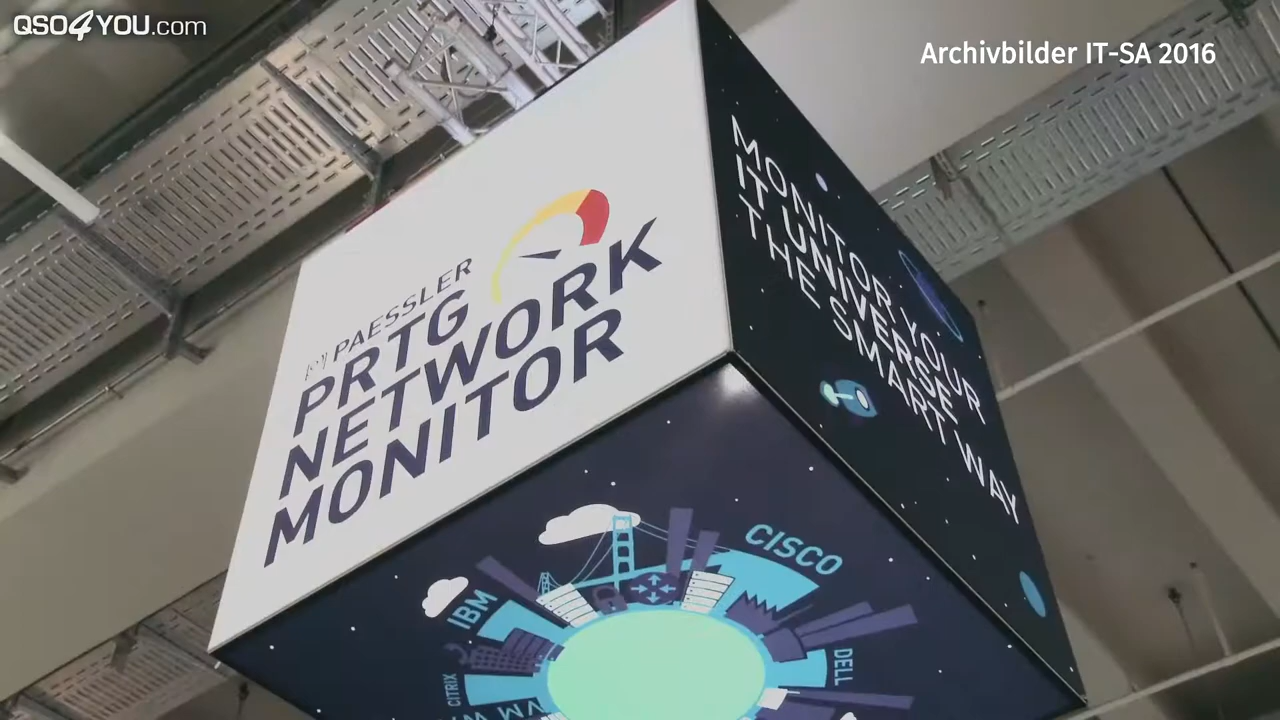 QSO4YOU.com
Archivbilder IT-SA 2016
PAESSLER
PRTG
NETWORK
MONITOR
MONITOR YOUR
IT UNIVERSE
THE SMART WAY
CISCO
IBM
DELL
CITRIX